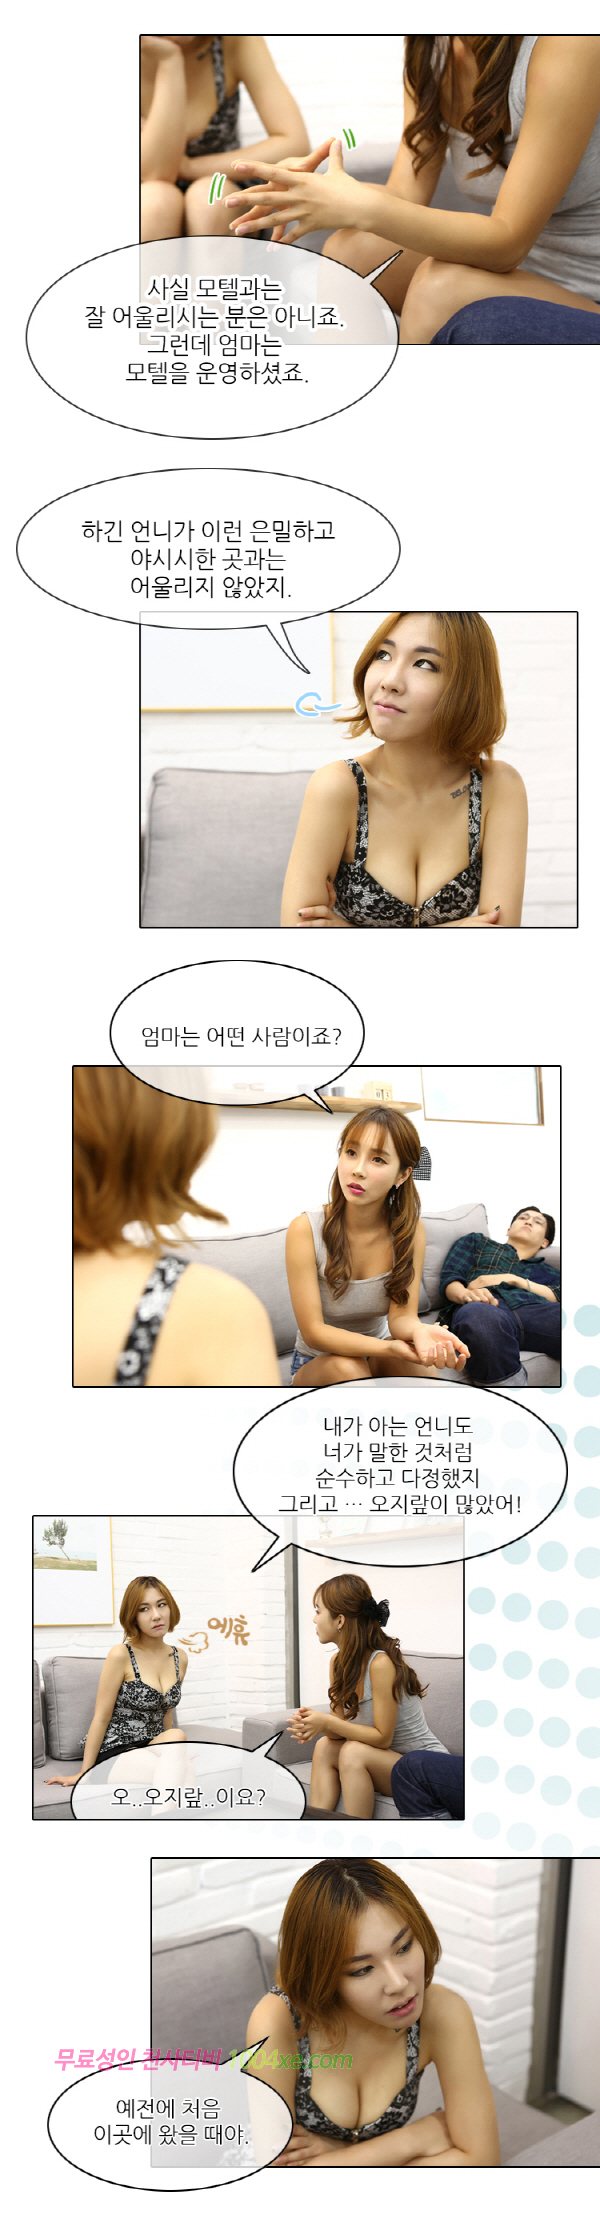 사실 모텔과는
잘 어울리시는 분은 아니죠.
그런데 엄마는
모텔을 운영하셨죠.
하긴 언니가 이런 은밀하고
야시시한 곳과는
어울리지 않았지.
엄마는 어떤 사람이죠?
내가 아는 언니도
너가 말한 것처럼
순수하고 다정했지
그리고 … 오지랖이 많았어!
에휴
오..오지랖..이요?
무료성인 천사티비 1604xe.com
예전에 처음
이곳에 왔을 때야.